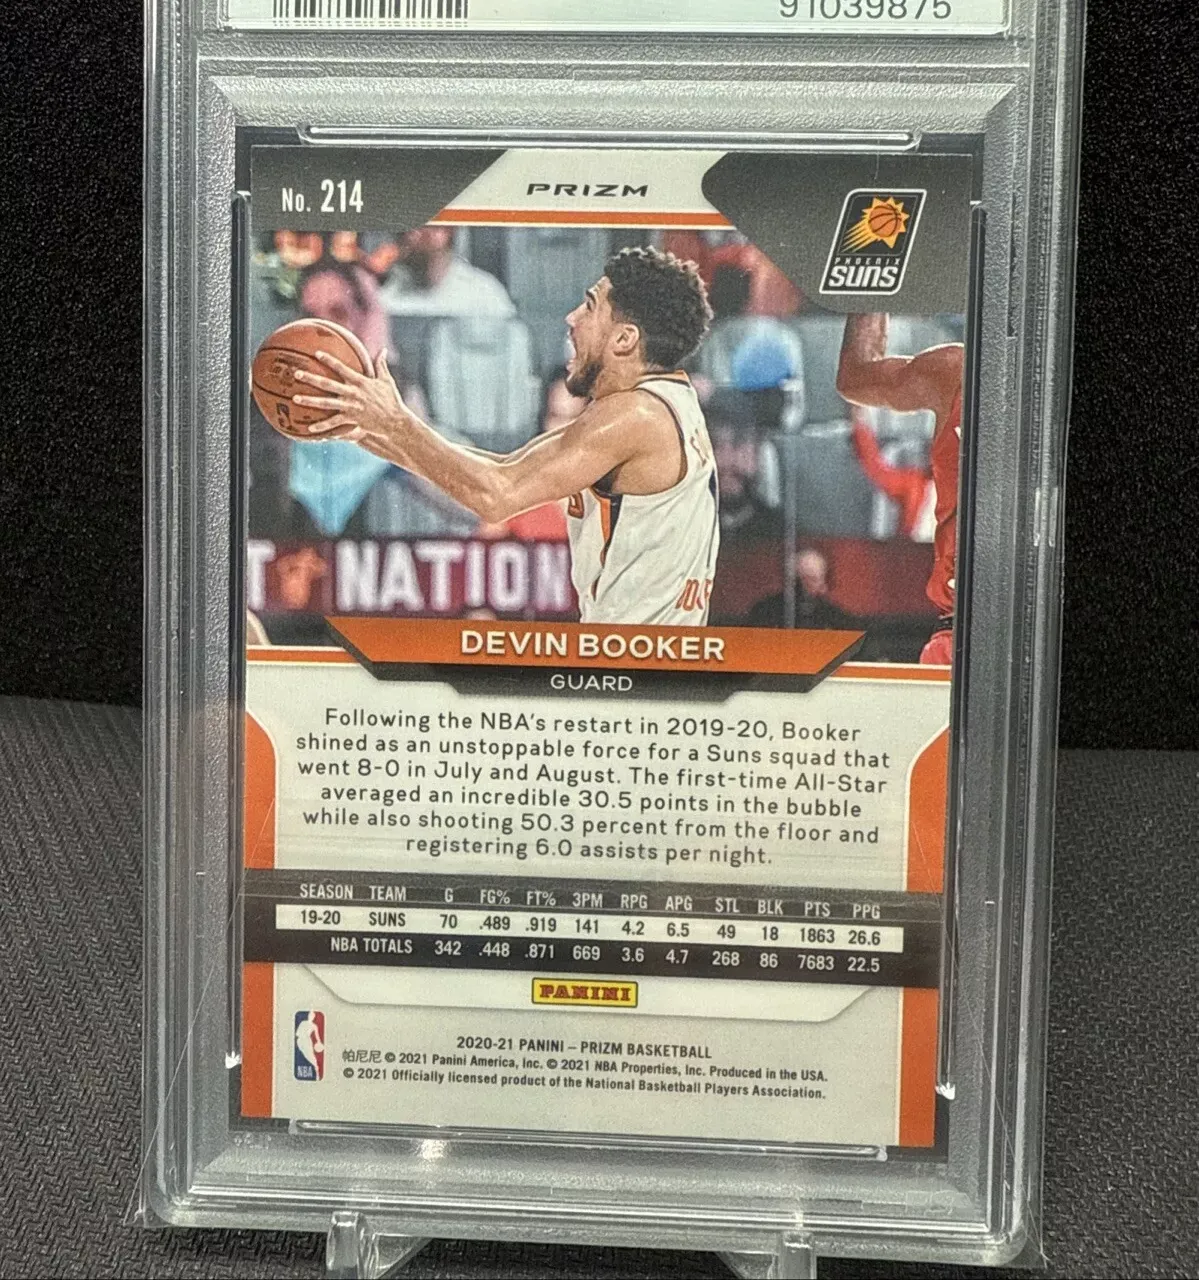 91039875
No. 214
PRIZM
PHOENIX
SUNS
T NATION
DEVIN BOOKER
GUARD
Following the NBA's restart in 2019-20, Booker
shined as an unstoppable force for a Suns squad that
went 8-0 in July and August. The first-time All-Star
averaged an incredible 30.5 points in the bubble
while also shooting 50.3 percent from the floor and
registering 6.0 assists per night.
SEASON TEAM G FG% FT% 3PM RPG APG STL BLK PTS PPG
19-20 SUNS 70 .489 .919 141 4.2 6.5 49 18 1863 26.6
NBA TOTALS 342 .448 .871 669 3.6 4.7 268 86 7683 22.5
PANINI
NBA
2020-21 PANINI – PRIZM BASKETBALL
帕尼尼 © 2021 Panini America, Inc. © 2021 NBA Properties, Inc. Produced in the USA.
© 2021 Officially licensed product of the National Basketball Players Association.